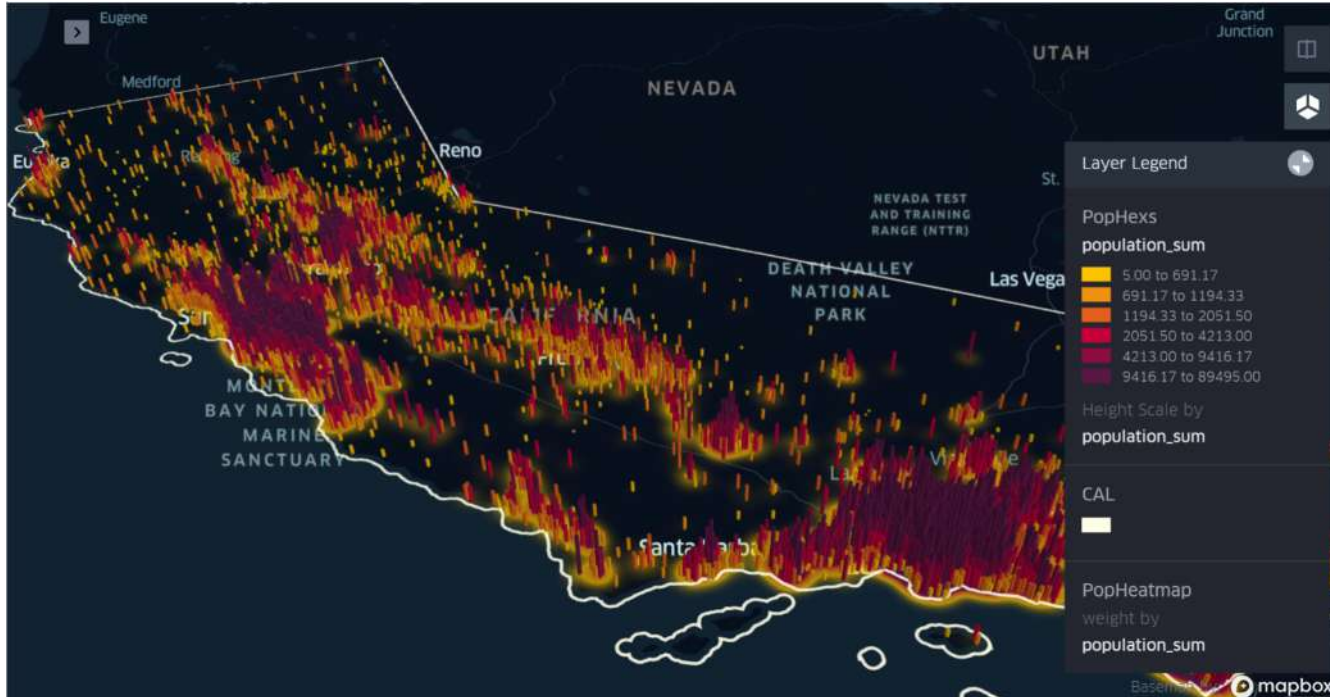 Eugene
Grand
Junction
UTAH
Medford
NEVADA
Reno
St.
NEVADA TEST
AND TRAINING
RANGE (NTTR)
DEATH VALLEY
NATIONAL
PARK
Las Vega
CALIFORNIA
BAY
MARINE
SANCTUARY
Layer Legend
PopHexs
population_sum
5.00 to 691.17
691.17 to 1194.33
1194.33 to 2051.50
2051.50 to 4213.00
4213.00 to 9416.17
9416.17 to 89495.00
Height Scale by
population_sum
CAL
PopHeatmap
weight by
population_sum
mapbox